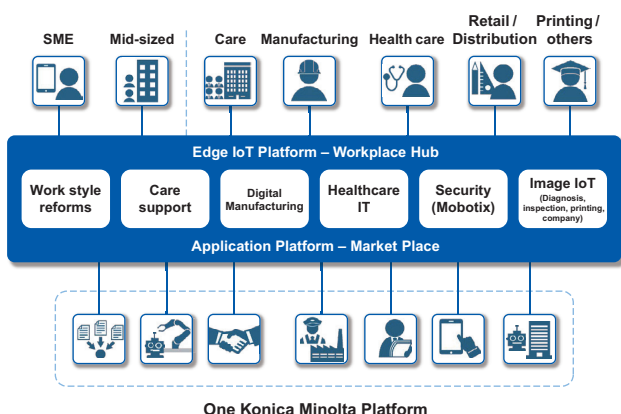 SME
Mid-sized
Care
Manufacturing
Health care
Retail /
Distribution
Printing /
others
Edge IoT Platform – Workplace Hub
Work style
reforms
Care
support
Digital
Manufacturing
Healthcare
IT
Security
(Mobotix)
Image IoT
(Diagnosis,
inspection, printing,
company)
Application Platform – Market Place
One Konica Minolta Platform